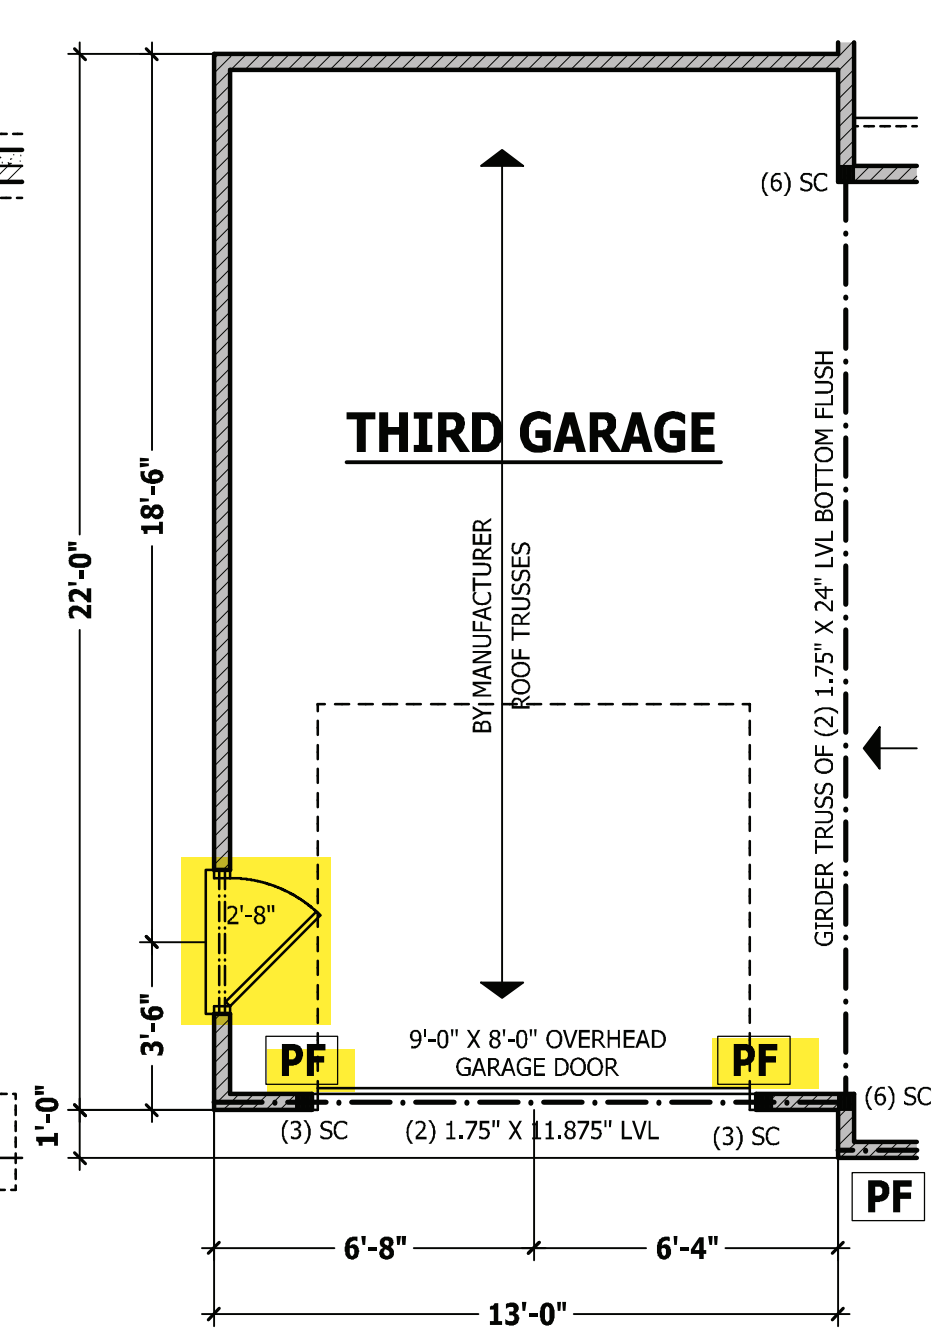 (6) SC
THIRD GARAGE
18'-6"
22'-0"
BY MANUFACTURER
ROOF TRUSSES
GIRDER TRUSS OF (2) 1.75" X 24" LVL BOTTOM FLUSH
2'-8"
3'-6"
1'-0"
PF
9'-0" X 8'-0" OVERHEAD
GARAGE DOOR
PF
(6) SC
(3) SC
(2) 1.75" X 11.875" LVL
(3) SC
PF
6'-8"
6'-4"
13'-0"